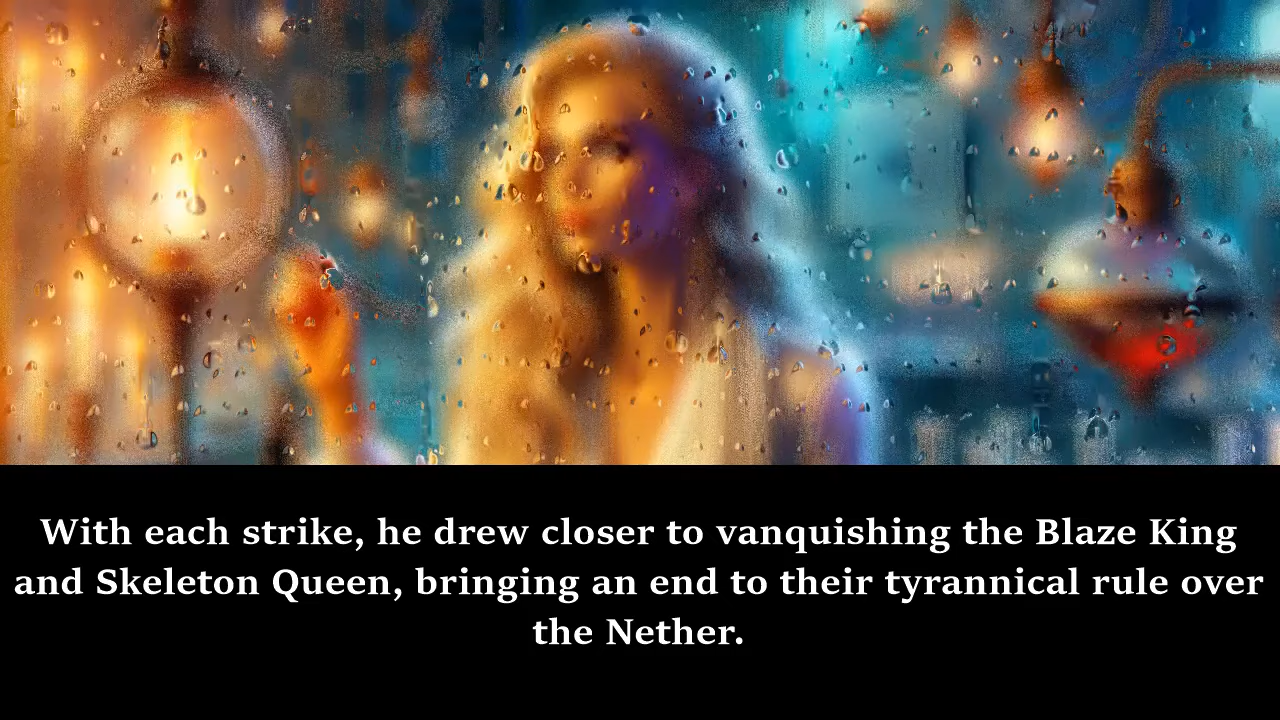 With each strike, he drew closer to vanquishing the Blaze King
and Skeleton Queen, bringing an end to their tyrannical rule over
the Nether.